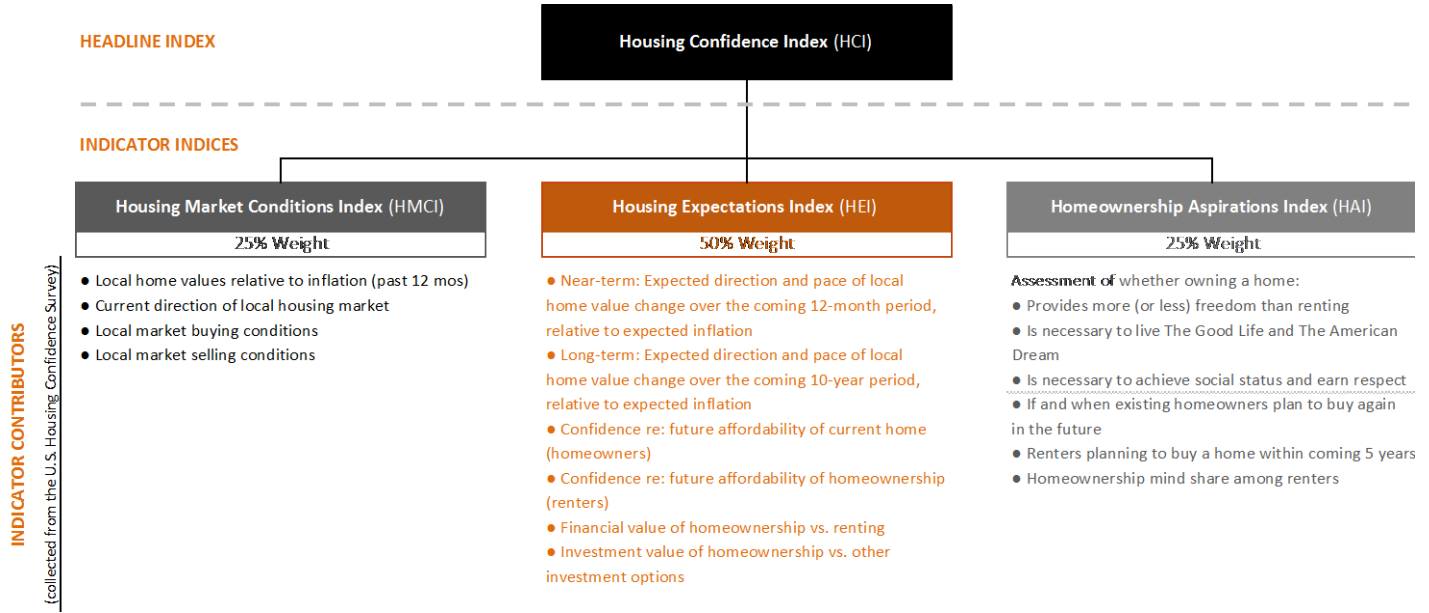 HEADLINE INDEX
Housing Confidence Index (HCI)
INDICATOR INDICES
Housing Market Conditions Index (HMCI)
25% Weight
● Local home values relative to inflation (past 12 mos)
● Current direction of local housing market
● Local market buying conditions
● Local market selling conditions
Housing Expectations Index (HEI)
50% Weight
● Near-term: Expected direction and pace of local
home value change over the coming 12-month period,
relative to expected inflation
● Long-term: Expected direction and pace of local
home value change over the coming 10-year period,
relative to expected inflation
● Confidence re: future affordability of current home
(homeowners)
● Confidence re: future affordability of homeownership
(renters)
● Financial value of homeownership vs. renting
● Investment value of homeownership vs. other
investment options
Homeownership Aspirations Index (HAI)
25% Weight
Assessment of whether owning a home:
● Provides more (or less) freedom than renting
● Is necessary to live The Good Life and The American
Dream
● Is necessary to achieve social status and earn respect
● If and when existing homeowners plan to buy again
in the future
● Renters planning to buy a home within coming 5 years
● Homeownership mind share among renters
INDICATOR CONTRIBUTORS
(collected from the U.S. Housing Confidence Survey)